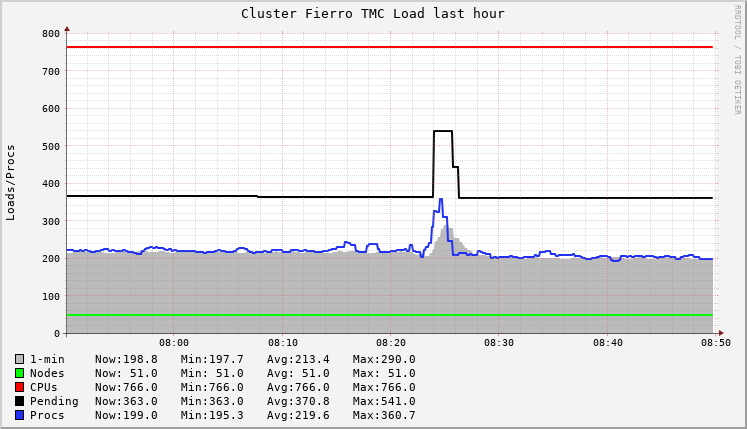 Cluster Fierro TMC Load last hour
RRDTOOL / TOBI OETIKER
Loads/Procs
800
700
600
500
400
300
200
100
0
08:00 08:10 08:20 08:30 08:40 08:50
1-min Now:198.8 Min:197.7 Avg:213.4 Max:290.0
Nodes Now: 51.0 Min: 51.0 Avg: 51.0 Max: 51.0
CPUs Now:766.0 Min:766.0 Avg:766.0 Max:766.0
Pending Now:363.0 Min:363.0 Avg:370.8 Max:541.0
Procs Now:199.0 Min:195.3 Avg:219.6 Max:360.7